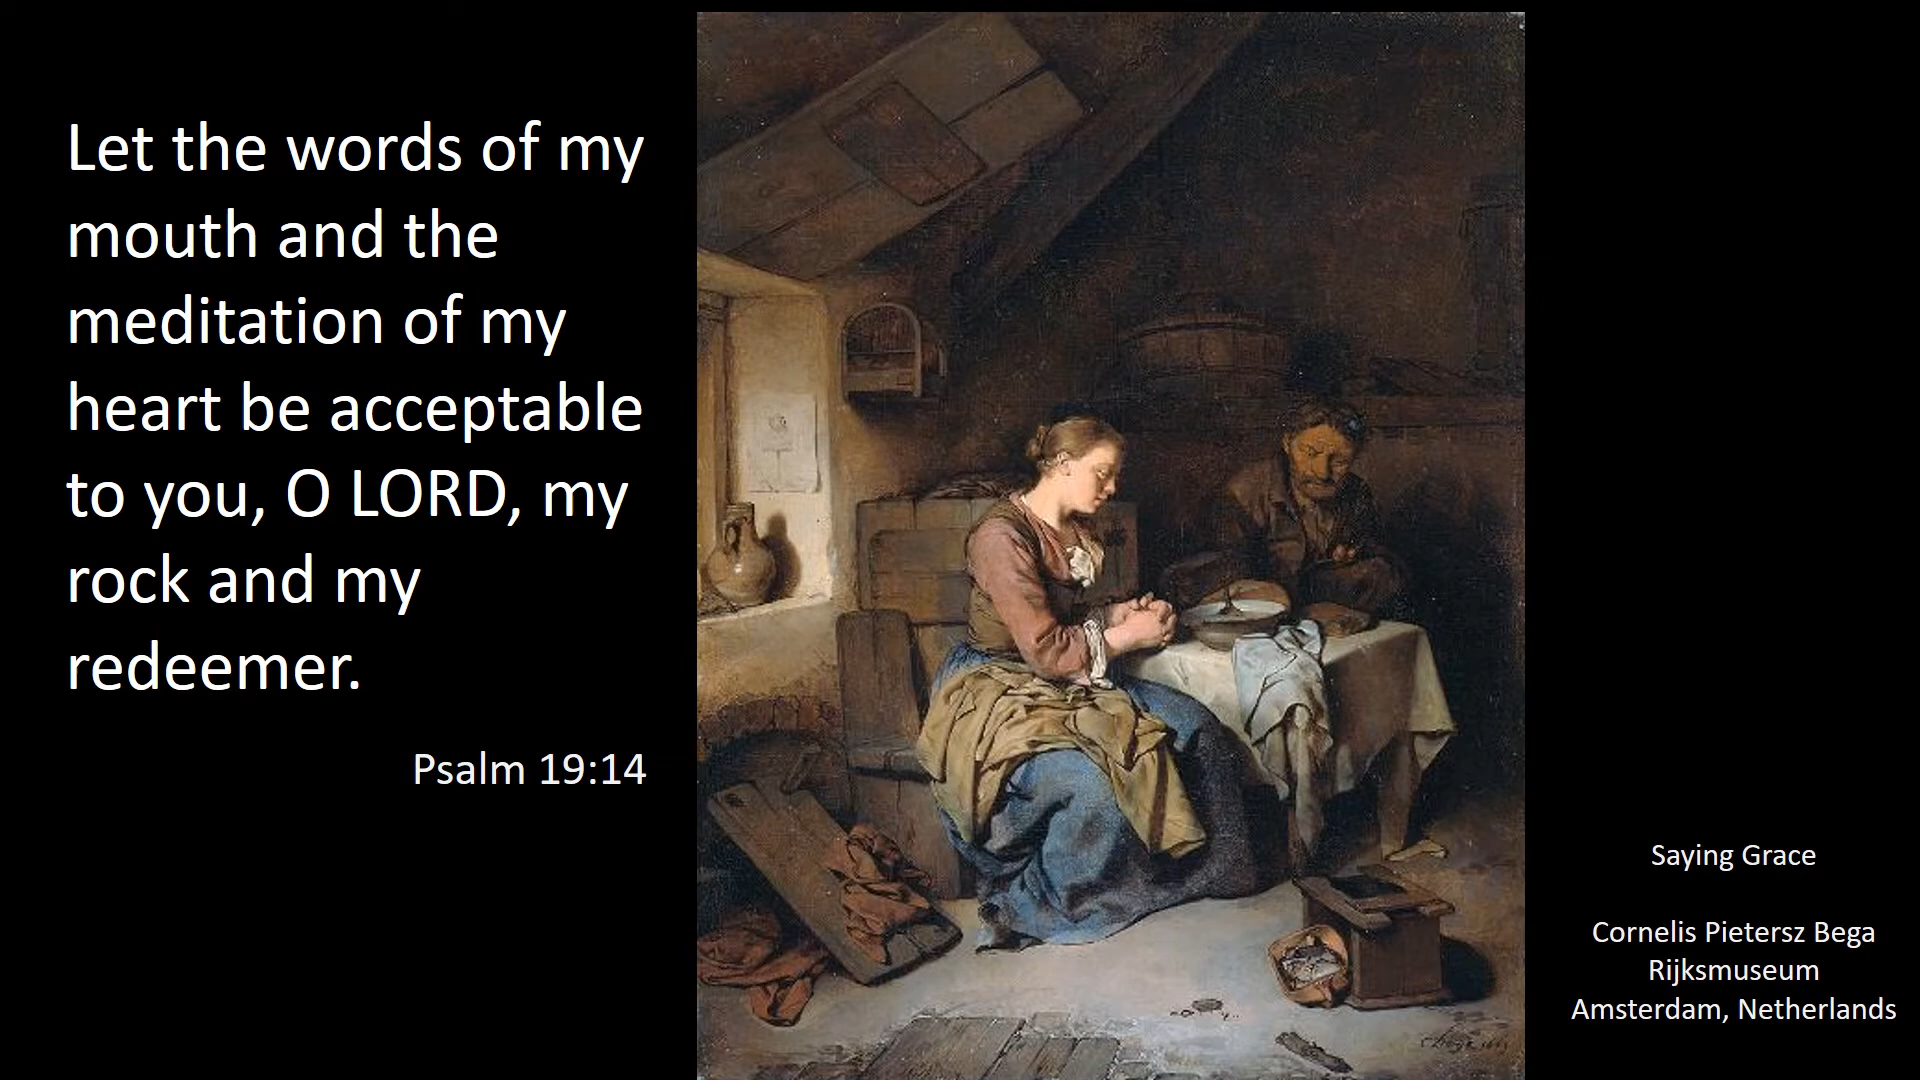 Let the words of my
mouth and the
meditation of my
heart be acceptable
to you, O LORD, my
rock and my
redeemer.
Psalm 19:14
Saying Grace
Cornelis Pietersz Bega
Rijksmuseum
Amsterdam, Netherlands